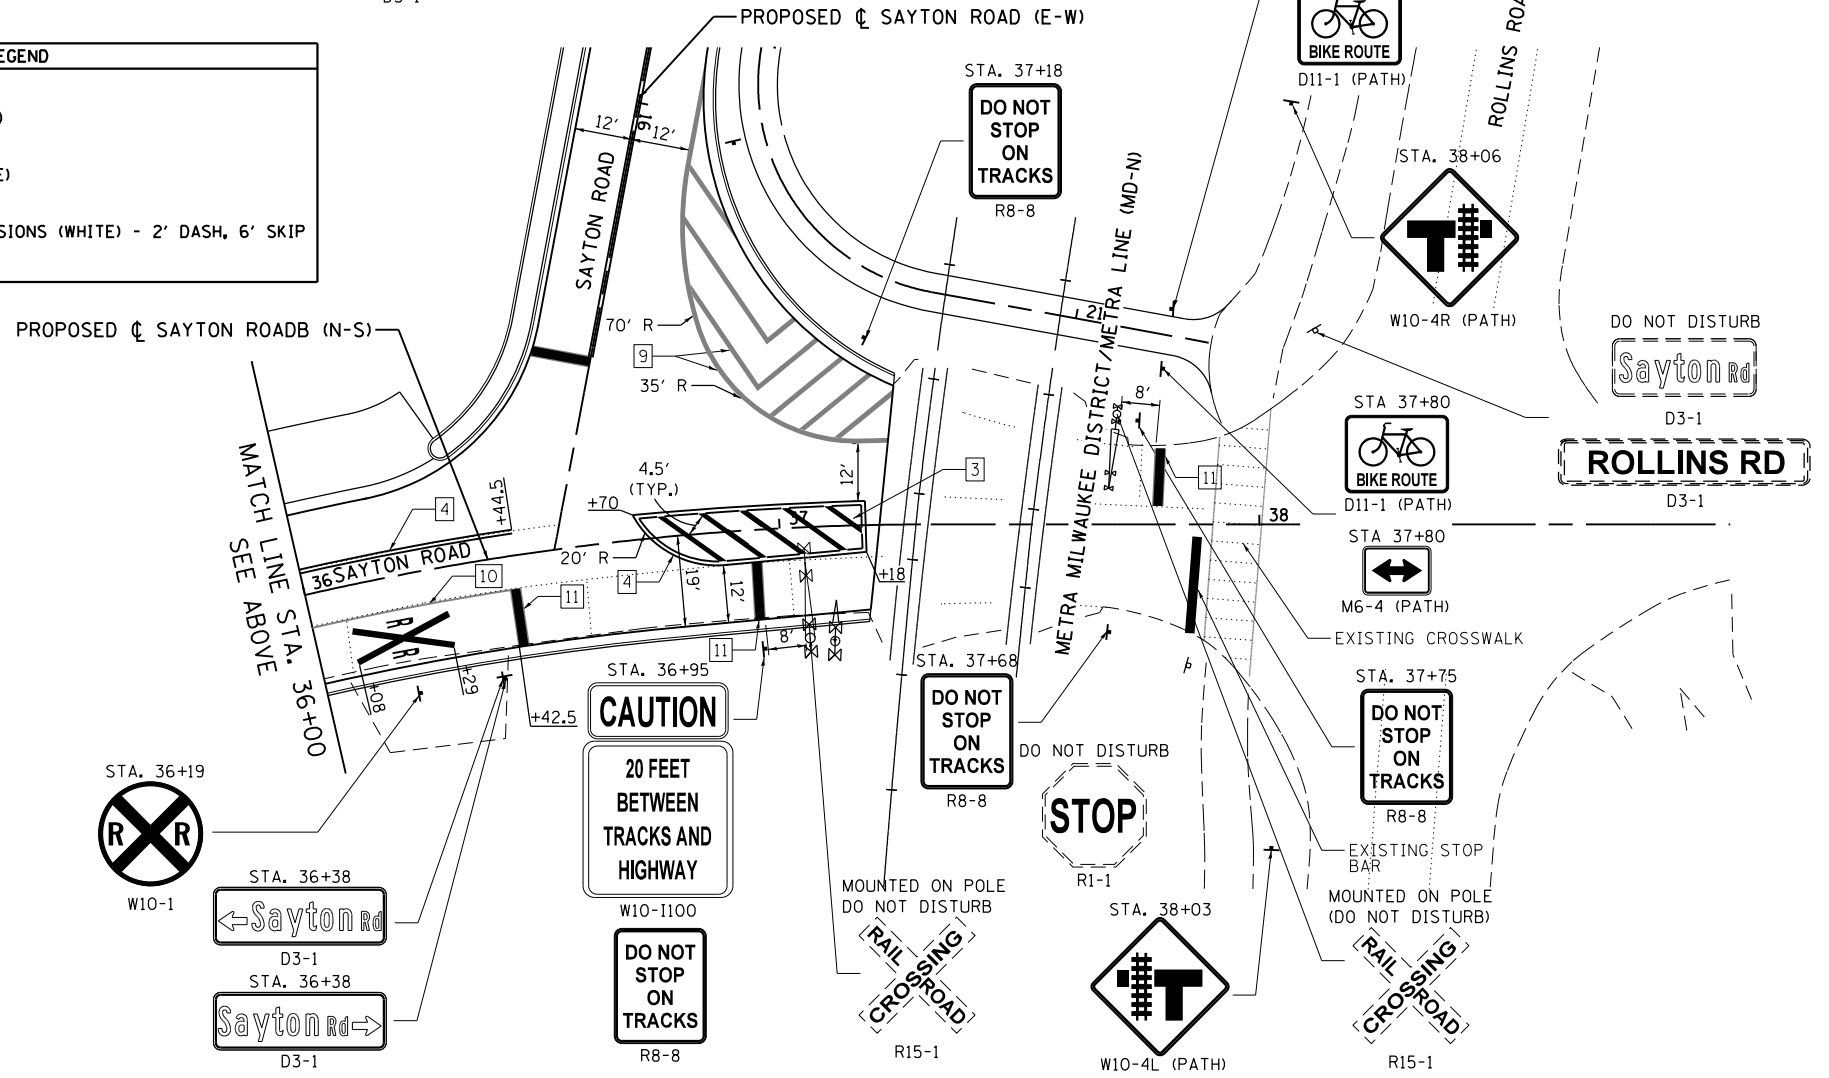 PROPOSED ℄ SAYTON ROAD (E-W)
EGEND
SIONS (WHITE) - 2' DASH, 6' SKIP
PROPOSED ℄ SAYTON ROADB (N-S)
12'
16
12'
SAYTON ROAD
70' R
9
35' R
STA. 37+18
DO NOT
STOP
ON
TRACKS
R8-8
BIKE ROUTE
D11-1 (PATH)
STA. 38+06
W10-4R (PATH)
DO NOT DISTURB
Sayton Rd
D3-1
ROLLINS RD
D3-1
STA 37+80
BIKE ROUTE
D11-1 (PATH)
STA 37+80
M6-4 (PATH)
EXISTING CROSSWALK
21
METRA MILWAUKEE DISTRICT/METRA LINE (MD-N)
8'
11
38
MATCH LINE STA. 36+00
SEE ABOVE
4
+44.5
36
SAYTON ROAD
10
11
R R
+08
+29
+42.5
4.5'
(TYP.)
+70
20' R
4
19'
12'
37
3
12'
+18
11
8'
STA. 36+19
R R
W10-1
STA. 36+38
Sayton Rd
D3-1
STA. 36+38
Sayton Rd
D3-1
STA. 36+95
CAUTION
20 FEET
BETWEEN
TRACKS AND
HIGHWAY
W10-I100
DO NOT
STOP
ON
TRACKS
R8-8
STA. 37+68
DO NOT
STOP
ON
TRACKS
R8-8
MOUNTED ON POLE
DO NOT DISTURB
RAIL ROAD
CROSSING
R15-1
DO NOT DISTURB
STOP
R1-1
STA. 38+03
W10-4L (PATH)
STA. 37+75
DO NOT
STOP
ON
TRACKS
R8-8
EXISTING STOP
BAR
MOUNTED ON POLE
(DO NOT DISTURB)
RAIL ROAD
CROSSING
R15-1